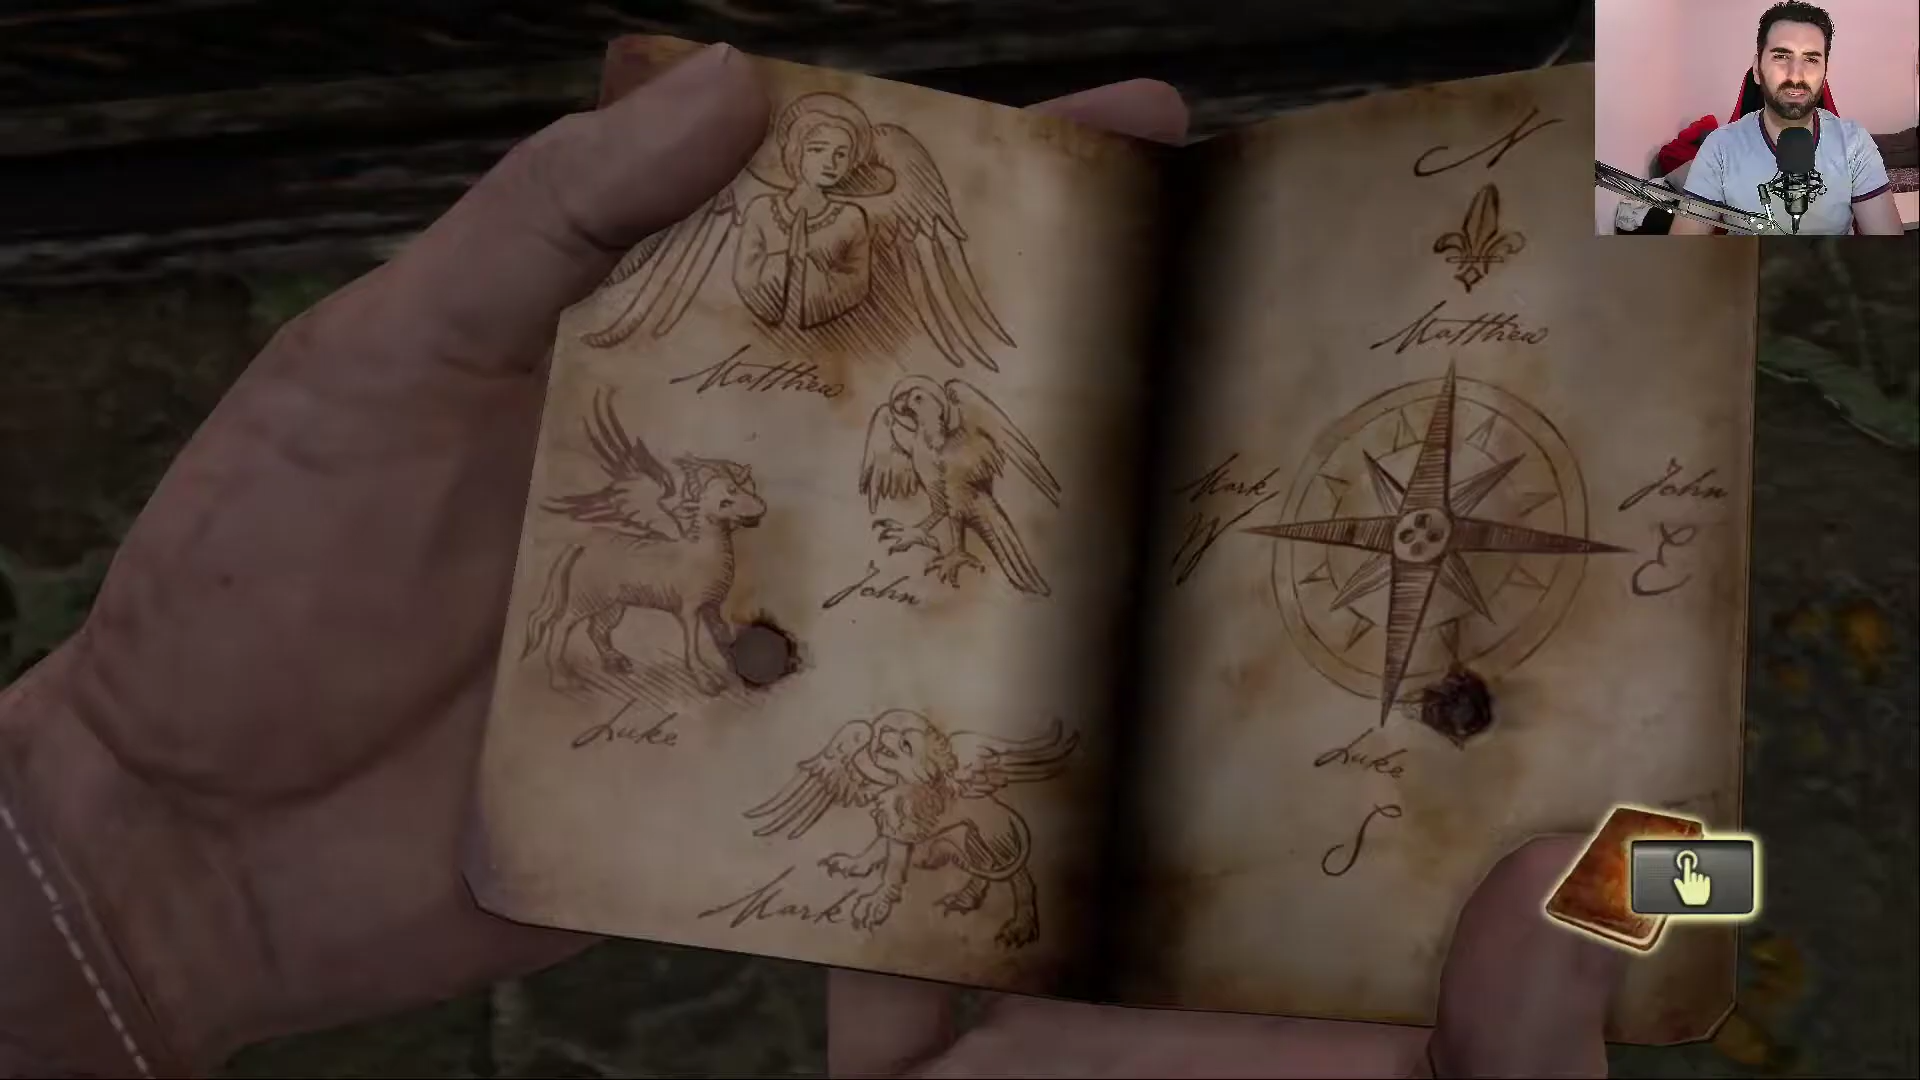 Matthew
John
Luke
Mark
N
Matthew
Mark
W
John
E
Luke
S